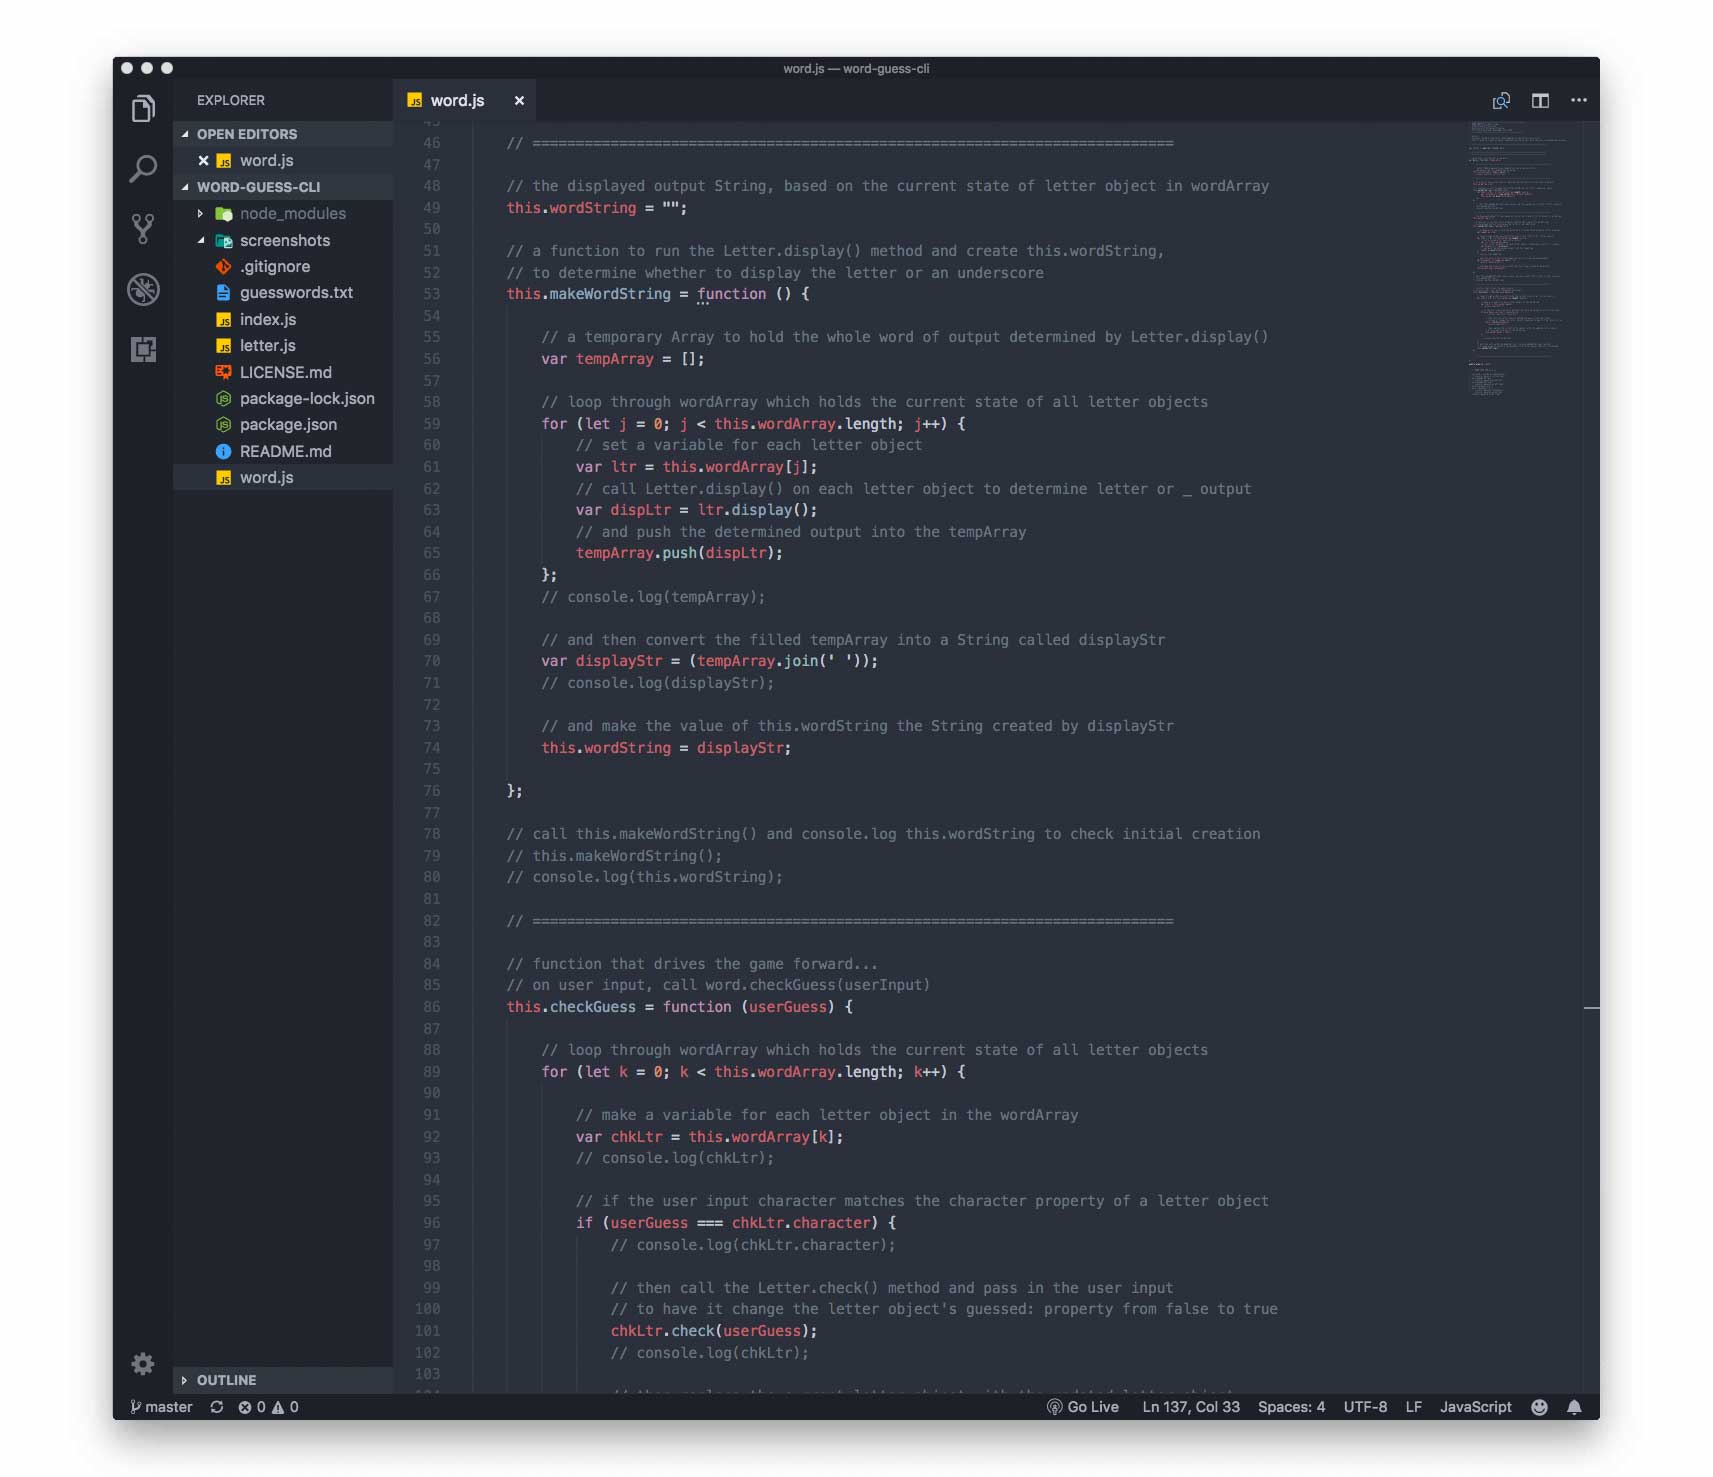 word.js — word-guess-cli
EXPLORER
OPEN EDITORS
word.js
WORD-GUESS-CLI
node_modules
screenshots
.gitignore
guesswords.txt
index.js
letter.js
LICENSE.md
package-lock.json
package.json
README.md
word.js
OUTLINE
word.js
45
46 // ==========================================================================
47
48 // the displayed output String, based on the current state of letter object in wordArray
49 this.wordString = "";
50
51 // a function to run the Letter.display() method and create this.wordString,
52 // to determine whether to display the letter or an underscore
53 this.makeWordString = function () {
54
55 // a temporary Array to hold the whole word of output determined by Letter.display()
56 var tempArray = [];
57
58 // loop through wordArray which holds the current state of all letter objects
59 for (let j = 0; j < this.wordArray.length; j++) {
60 // set a variable for each letter object
61 var ltr = this.wordArray[j];
62 // call Letter.display() on each letter object to determine letter or _ output
63 var dispLtr = ltr.display();
64 // and push the determined output into the tempArray
65 tempArray.push(dispLtr);
66 };
67 // console.log(tempArray);
68
69 // and then convert the filled tempArray into a String called displayStr
70 var displayStr = (tempArray.join(' '));
71 // console.log(displayStr);
72
73 // and make the value of this.wordString the String created by displayStr
74 this.wordString = displayStr;
75
76 };
77
78 // call this.makeWordString() and console.log this.wordString to check initial creation
79 // this.makeWordString();
80 // console.log(this.wordString);
81
82 // ==========================================================================
83
84 // function that drives the game forward...
85 // on user input, call word.checkGuess(userInput)
86 this.checkGuess = function (userGuess) {
87
88 // loop through wordArray which holds the current state of all letter objects
89 for (let k = 0; k < this.wordArray.length; k++) {
90
91 // make a variable for each letter object in the wordArray
92 var chkLtr = this.wordArray[k];
93 // console.log(chkLtr);
94
95 // if the user input character matches the character property of a letter object
96 if (userGuess === chkLtr.character) {
97 // console.log(chkLtr.character);
98
99 // then call the Letter.check() method and pass in the user input
100 // to have it change the letter object's guessed: property from false to true
101 chkLtr.check(userGuess);
102 // console.log(chkLtr);
103
master 0 0 Go Live Ln 137, Col 33 Spaces: 4 UTF-8 LF JavaScript